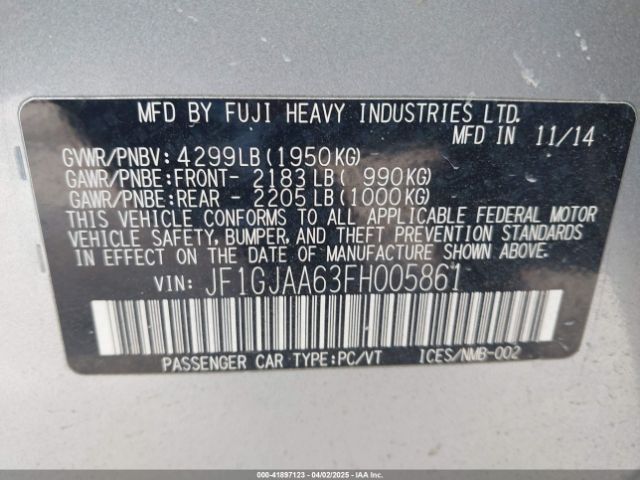 MFD BY FUJI HEAVY INDUSTRIES LTD.
MFD IN 11/14
GVWR/PNBV: 4299LB (1950KG)
GAWR/PNBE:FRONT- 2183 LB ( 990KG)
GAWR/PNBE:REAR - 2205 LB (1000KG)
THIS VEHICLE CONFORMS TO ALL APPLICABLE FEDERAL MOTOR
VEHICLE SAFETY, BUMPER, AND THEFT PREVENTION STANDARDS
IN EFFECT ON THE DATE OF MANUFACTURE SHOWN ABOVE.
VIN: JF1GJAA63FH005861
PASSENGER CAR TYPE:PC/VT ICES/NMB-002
000-41897123 - 04/02/2025 - IAAI.COM